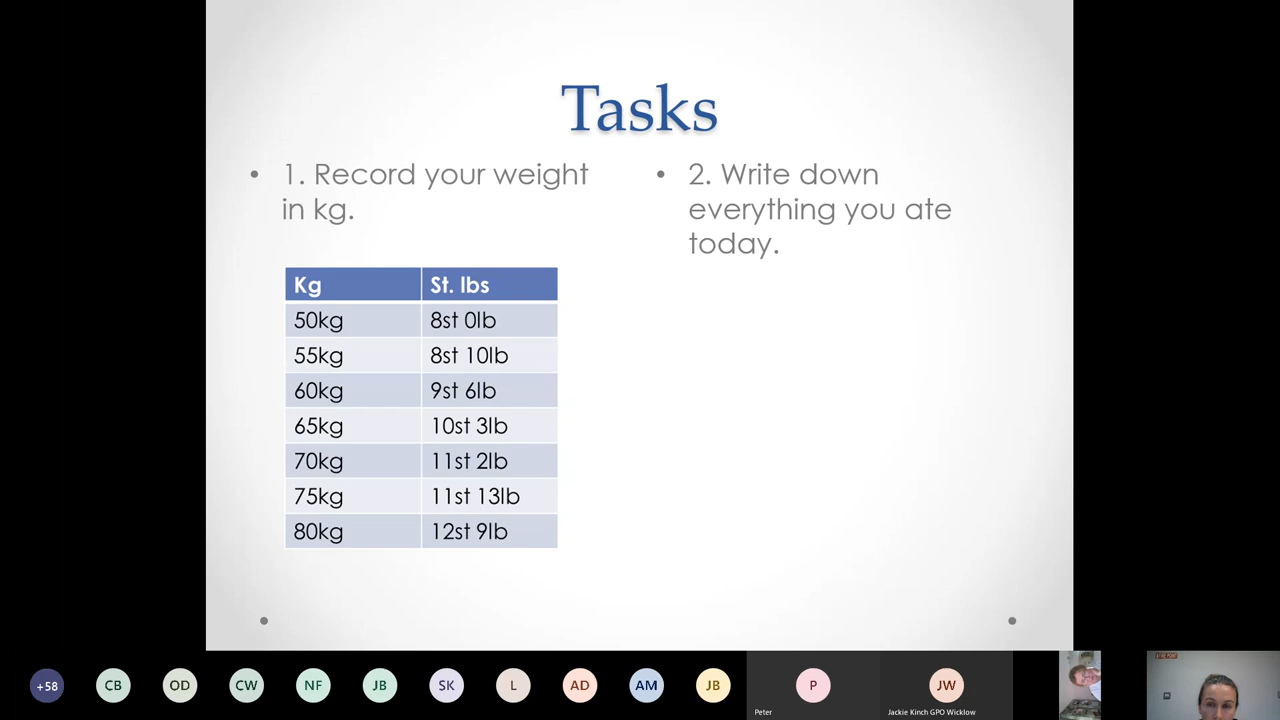 Tasks
• 1. Record your weight
in kg.
• 2. Write down
everything you ate
today.
Kg St. lbs
50kg 8st 0lb
55kg 8st 10lb
60kg 9st 6lb
65kg 10st 3lb
70kg 11st 2lb
75kg 11st 13lb
80kg 12st 9lb
+58 CB OD CW NF JB SK L AD AM JB P JW
Peter Jackie Kinch GPO Wicklow